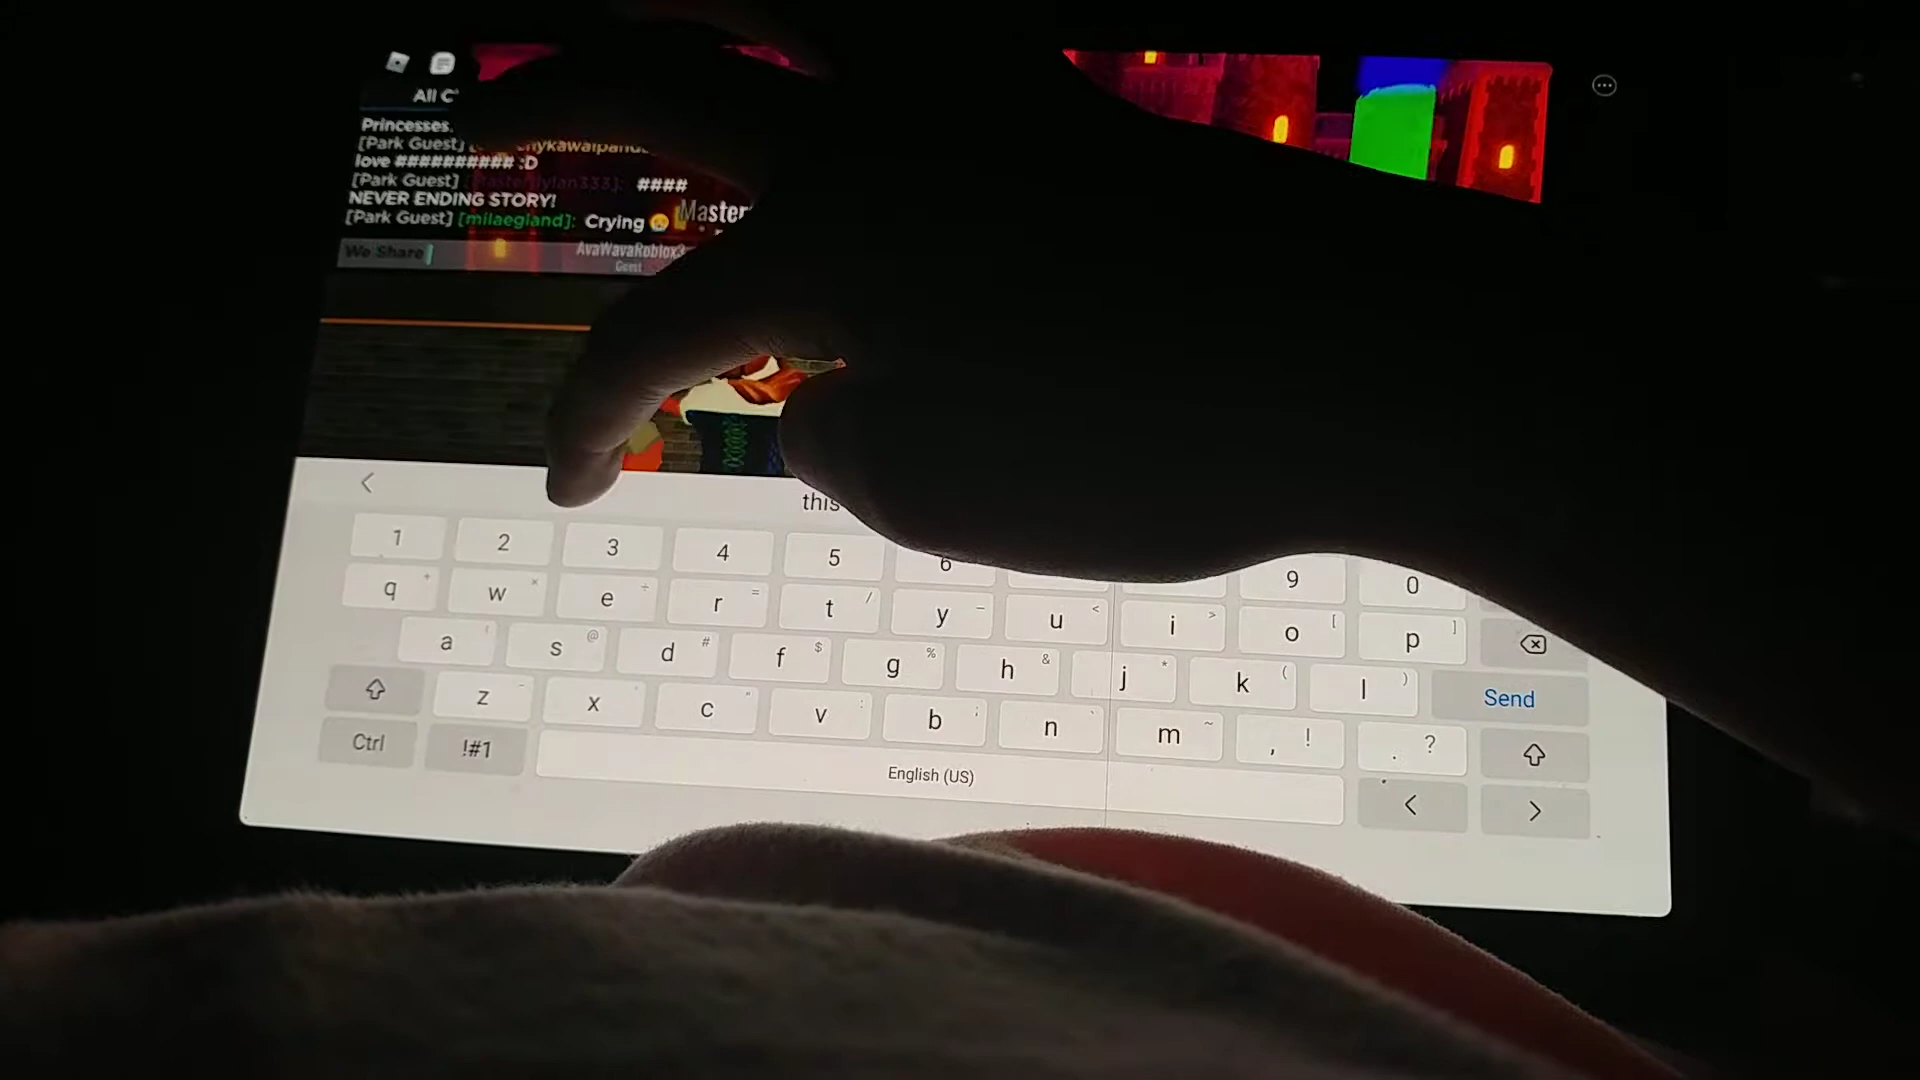 All C
Princesses.
[Park Guest]
love ########## :D
[Park Guest] ####
NEVER ENDING STORY!
[Park Guest] [milaegland]: Crying 😭
Master
We Share
AvaWavaRoblox3
Guest
this
1 2 3 4 5 6 9 0
q + w × e ÷ r = t / y _ u < i > o [ p ]
a ! s @ d # f $ g % h & j * k ( l ) Send
z - x ' c " v : b ; n ` m ~ , ! . ?
Ctrl !#1 English (US) < >